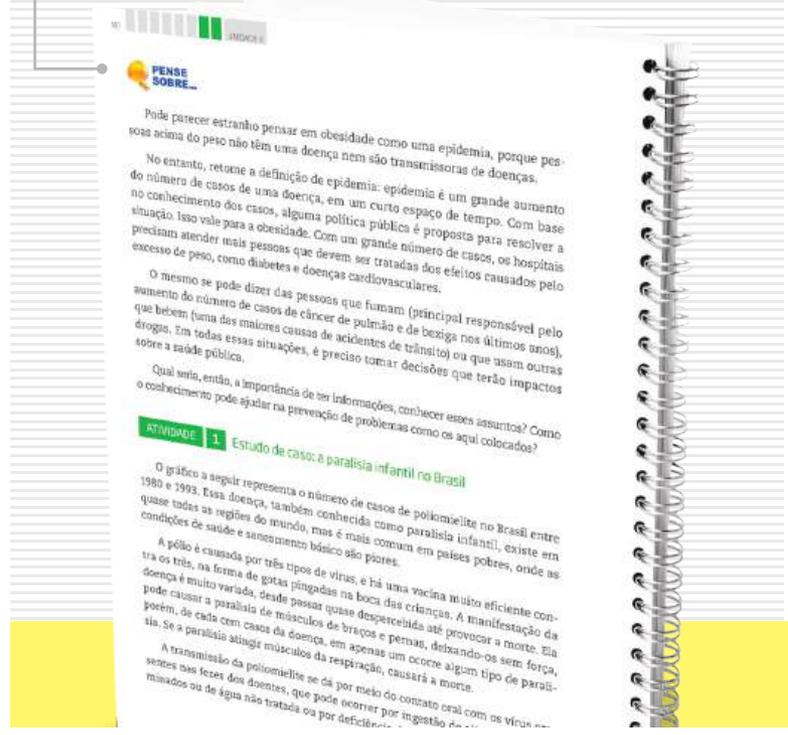 UNIDADE 6
PENSE
SOBRE...
Pode parecer estranho pensar em obesidade como uma epidemia, porque pes-
soas acima do peso não têm uma doença nem são transmissoras de doenças.
No entanto, retome a definição de epidemia: epidemia é um grande aumento
do número de casos de uma doença, em um curto espaço de tempo. Com base
no conhecimento dos casos, alguma política pública é proposta para resolver a
situação. Isso vale para a obesidade. Com um grande número de casos, os hospitais
precisam atender mais pessoas que devem ser tratadas dos efeitos causados pelo
excesso de peso, como diabetes e doenças cardiovasculares.
O mesmo se pode dizer das pessoas que fumam (principal responsável pelo
aumento do número de casos de câncer de pulmão e de bexiga nos últimos anos),
que bebem (uma das maiores causas de acidentes de trânsito) ou que usam outras
drogas. Em todas essas situações, é preciso tomar decisões que terão impactos
sobre a saúde pública.
Qual seria, então, a importância de ter informações, conhecer esses assuntos? Como
o conhecimento pode ajudar na prevenção de problemas como os aqui colocados?
ATIVIDADE 1 Estudo de caso: a paralisia infantil no Brasil
O gráfico a seguir representa o número de casos de poliomielite no Brasil entre
1980 e 1993. Essa doença, também conhecida como paralisia infantil, existe em
quase todas as regiões do mundo, mas é mais comum em países pobres, onde as
condições de saúde e saneamento básico são piores.
A pólio é causada por três tipos de vírus, e há uma vacina muito eficiente con-
tra os três, na forma de gotas pingadas na boca das crianças. A manifestação da
doença é muito variada, desde passar quase despercebida até provocar a morte. Ela
pode causar a paralisia de músculos de braços e pernas, deixando-os sem força,
porém, de cada cem casos da doença, em apenas um ocorre algum tipo de parali-
sia. Se a paralisia atingir músculos da respiração, causará a morte.
A transmissão da poliomielite se dá por meio do contato oral com os vírus
sentes nas fezes dos doentes, que pode ocorrer por ingestão de
minados ou de água não tratada ou por